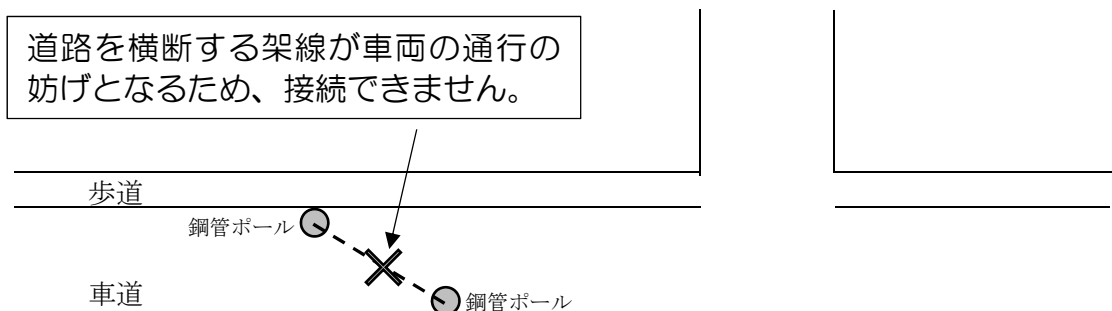 道路を横断する架線が車両の通行の
妨げとなるため、接続できません。
歩道
鋼管ポール
車道
鋼管ポール